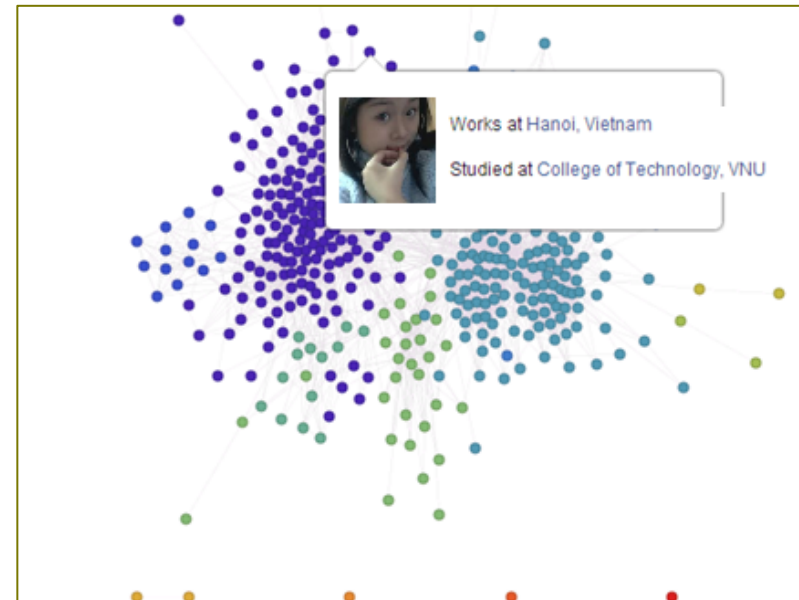 Works at Hanoi, Vietnam
Studied at College of Technology, VNU